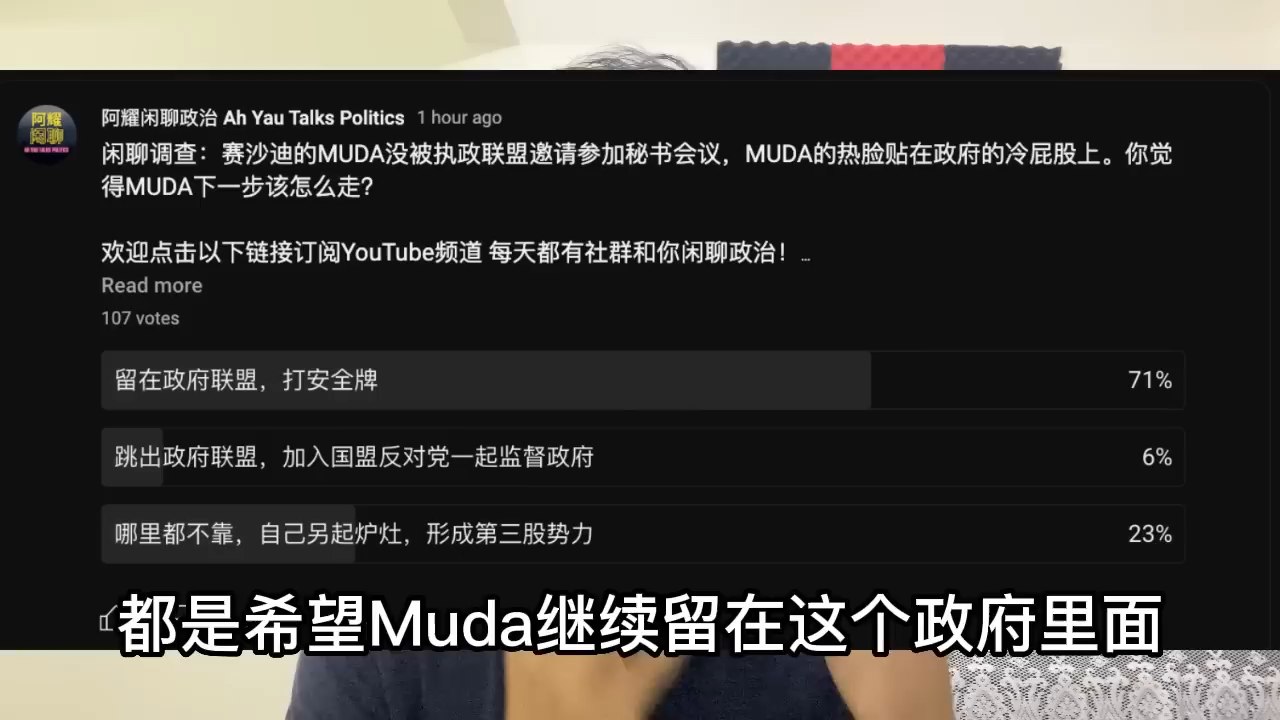 阿耀
闲聊
AH YAU TALKS POLITICS
阿耀闲聊政治 Ah Yau Talks Politics 1 hour ago
闲聊调查：赛沙迪的MUDA没被执政联盟邀请参加秘书会议，MUDA的热脸贴在政府的冷屁股上。你觉
得MUDA下一步该怎么走？
欢迎点击以下链接订阅YouTube频道 每天都有社群和你闲聊政治！...
Read more
107 votes
留在政府联盟，打安全牌 71%
跳出政府联盟，加入国盟反对党一起监督政府 6%
哪里都不靠，自己另起炉灶，形成第三股势力 23%
都是希望Muda继续留在这个政府里面